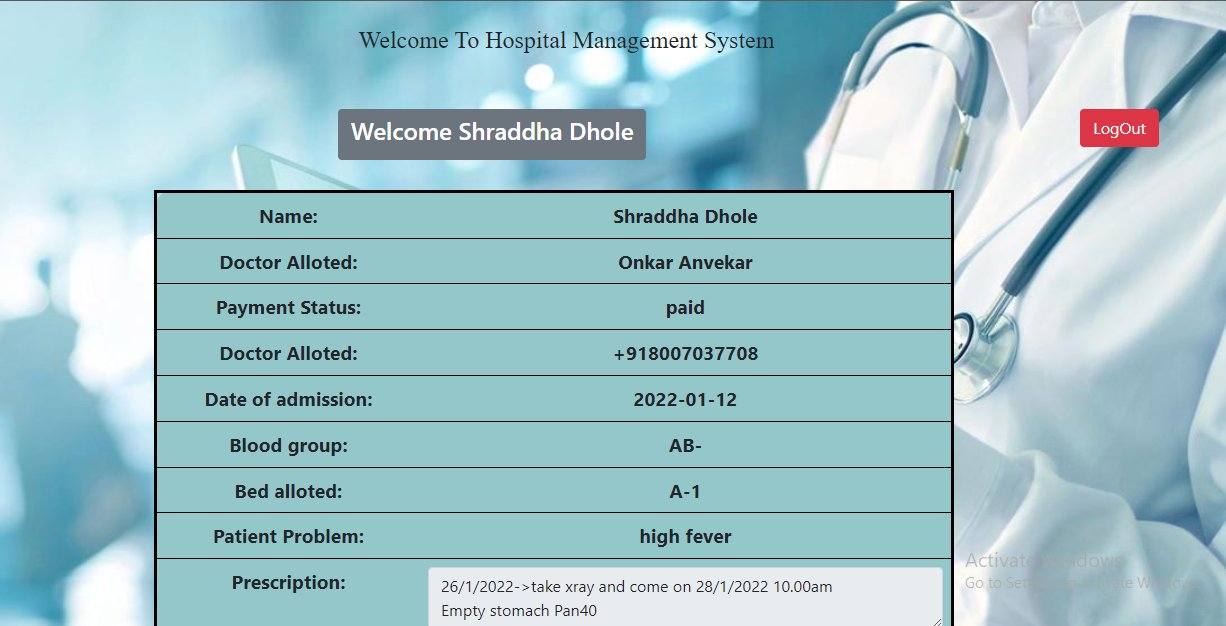 Welcome To Hospital Management System
Welcome Shraddha Dhole
LogOut
Name: Shraddha Dhole
Doctor Alloted: Onkar Anvekar
Payment Status: paid
Doctor Alloted: +918007037708
Date of admission: 2022-01-12
Blood group: AB-
Bed alloted: A-1
Patient Problem: high fever
Prescription: 26/1/2022->take xray and come on 28/1/2022 10.00am
Empty stomach Pan40
Activate Windows
Go to Settings to activate Windows.